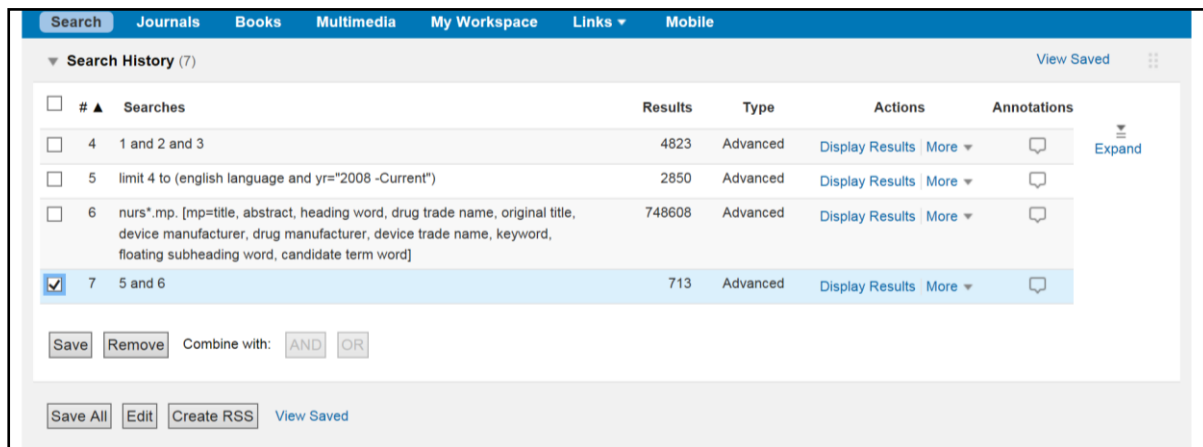 Search Journals Books Multimedia My Workspace Links ▼ Mobile
▼ Search History (7) View Saved
# ▲ Searches Results Type Actions Annotations
4 1 and 2 and 3 4823 Advanced Display Results More ▼
Expand
5 limit 4 to (english language and yr="2008 -Current") 2850 Advanced Display Results More ▼
6 nurs*.mp. [mp=title, abstract, heading word, drug trade name, original title, 748608 Advanced Display Results More ▼
device manufacturer, drug manufacturer, device trade name, keyword,
floating subheading word, candidate term word]
7 5 and 6 713 Advanced Display Results More ▼
Save Remove Combine with: AND OR
Save All Edit Create RSS View Saved